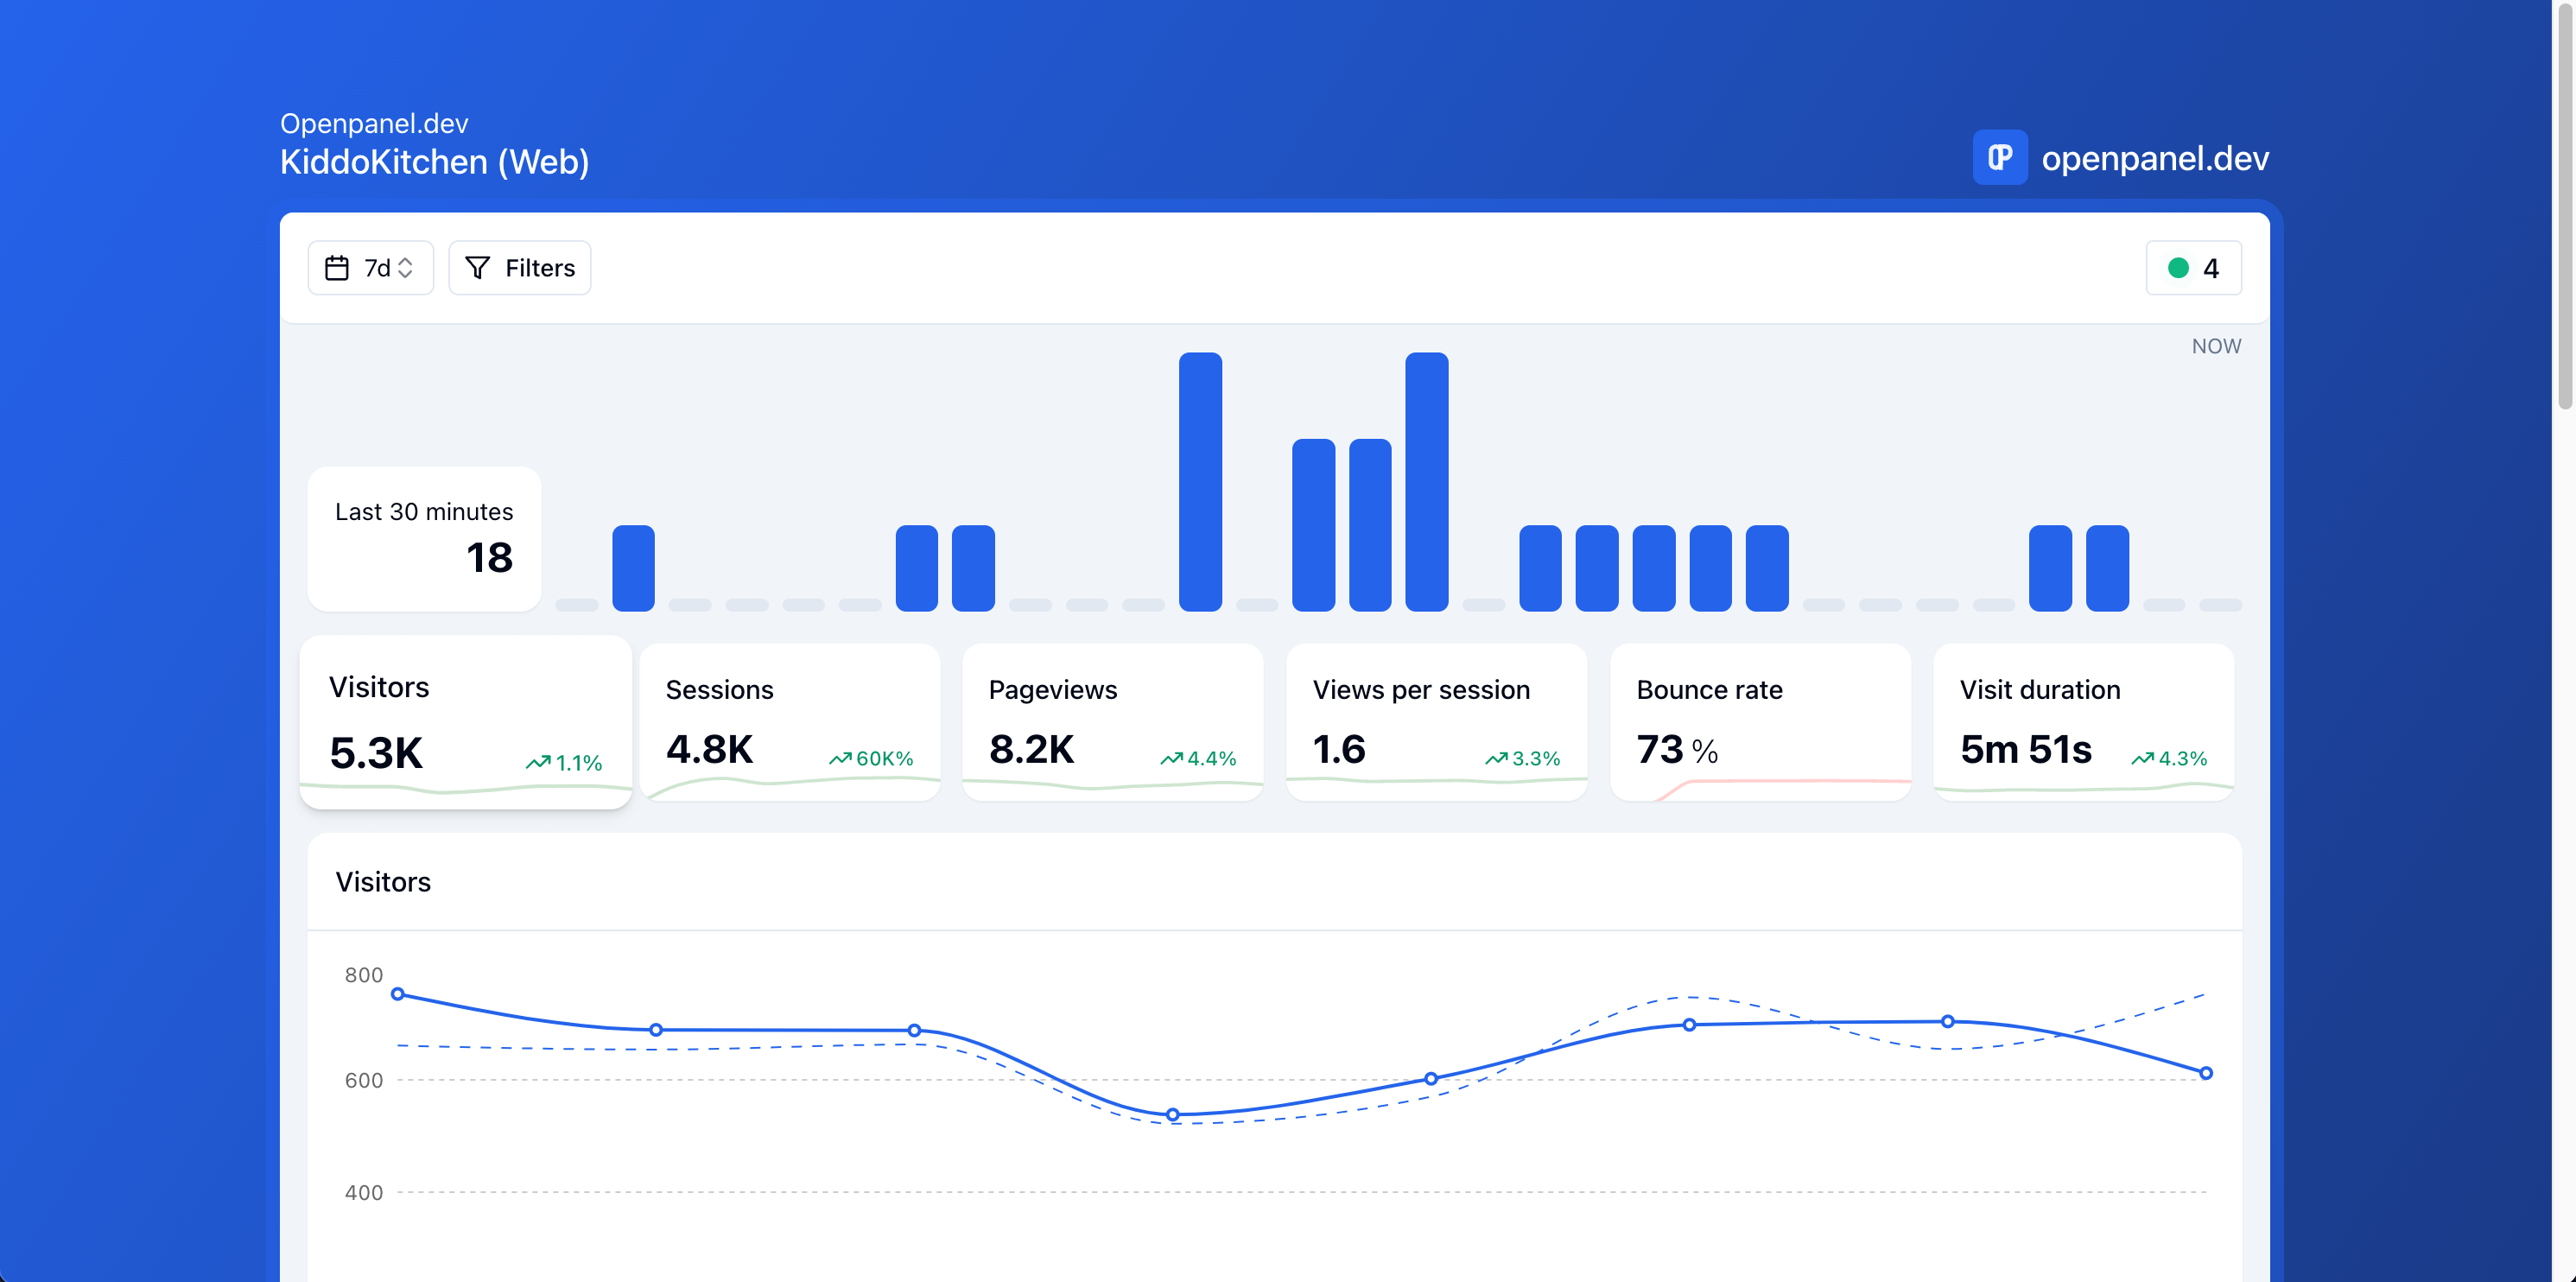 Openpanel.dev
KiddoKitchen (Web)
openpanel.dev
7d
Filters
4
NOW
Last 30 minutes
18
Visitors
5.3K
1.1%
Sessions
4.8K
60K%
Pageviews
8.2K
4.4%
Views per session
1.6
3.3%
Bounce rate
73 %
Visit duration
5m 51s
4.3%
Visitors
800
600
400